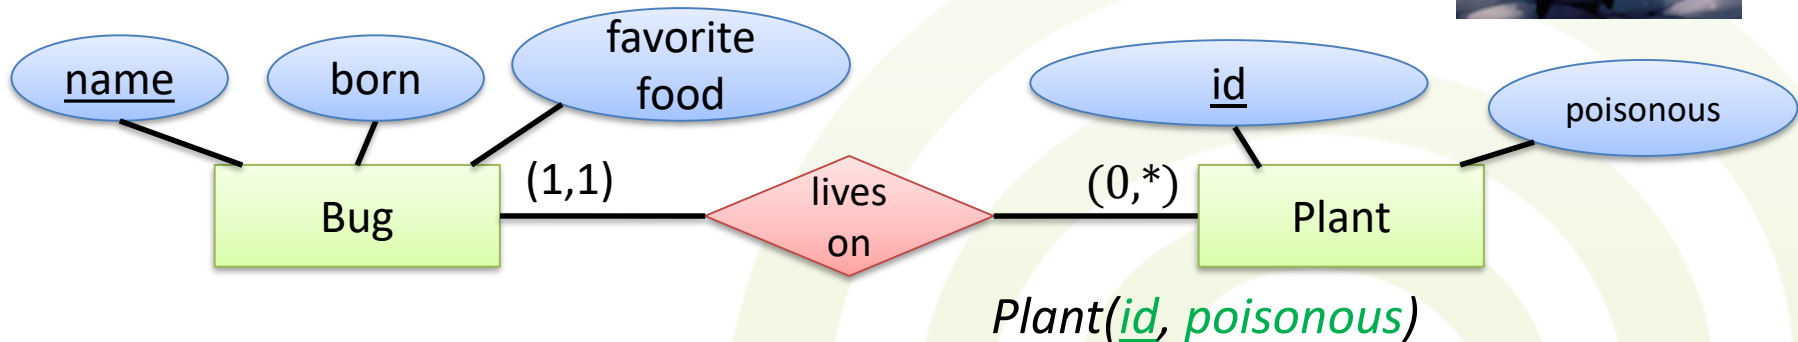 name
born
favorite
food
id
poisonous
Bug
(1,1)
lives
on
(0,*)
Plant
Plant(id, poisonous)